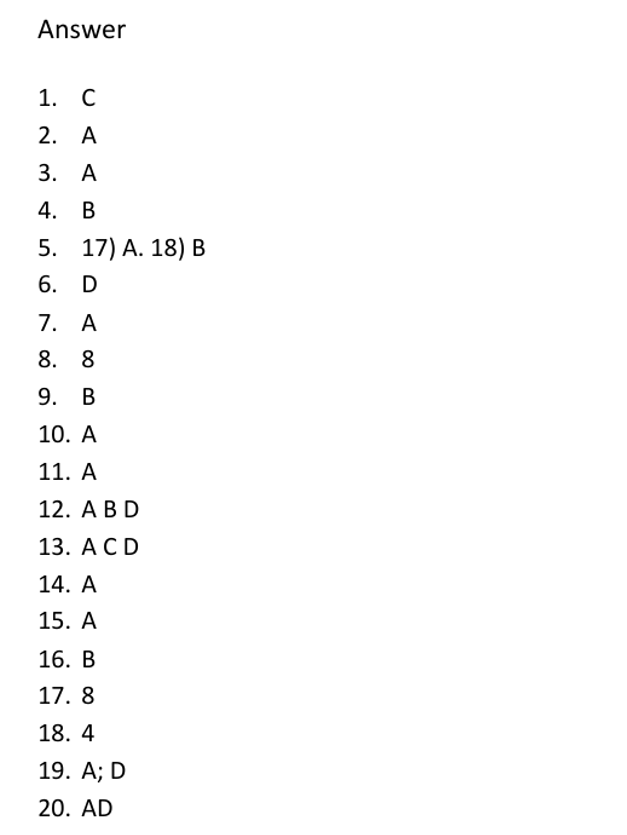 Answer
1. C
2. A
3. A
4. B
5. 17) A. 18) B
6. D
7. A
8. 8
9. B
10. A
11. A
12. A B D
13. A C D
14. A
15. A
16. B
17. 8
18. 4
19. A; D
20. AD